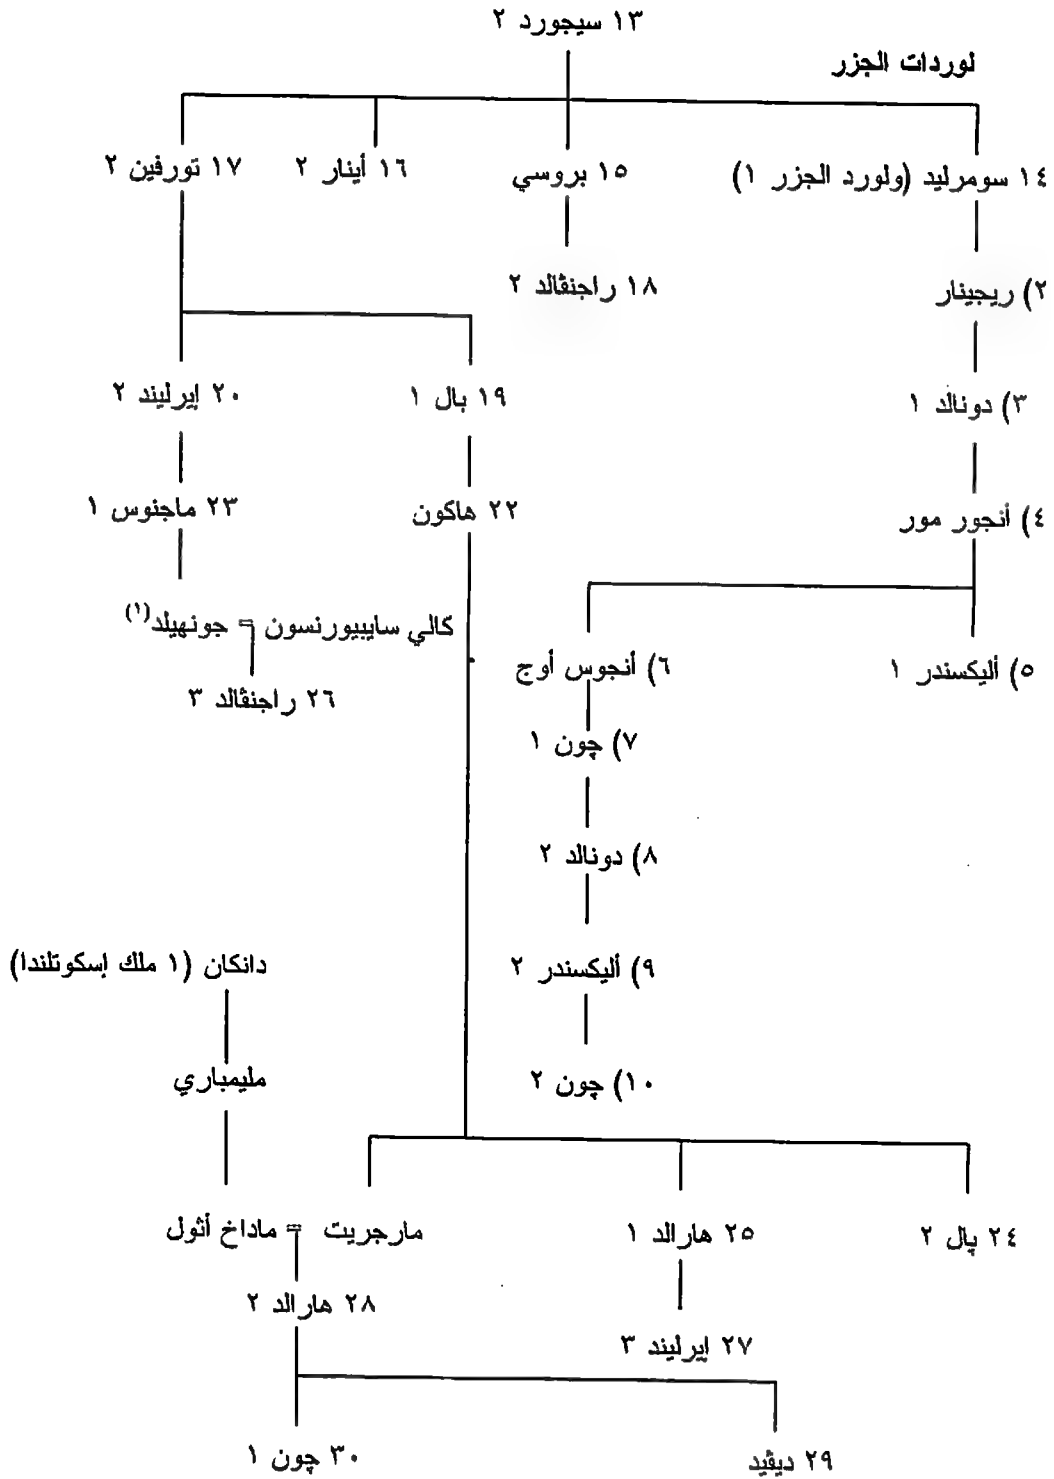 ١٣ سيجورد ٢
لوردات الجزر
١٤ سومرليد (ولورد الجزر ١)
١٥ بروسي
١٦ أينار ٢
١٧ تورفين ٢
٢) ريجينار
١٨ راجنڤالد ٢
٣) دونالد ١
١٩ بال ١
٢٠ إيرليند ٢
٤) أنجور مور
٢٢ هاكون
٢٣ ماجنوس ١
كالي سايبيورنسون = جونهيلد(١)
٥) أليكسندر ١
٦) أنجوس أوج
٢٦ راجنڤالد ٣
٧) چون ١
٨) دونالد ٢
٩) أليكسندر ٢
دانكان (١ ملك إسكوتلندا)
١٠) چون ٢
مليمباري
٢٤ پال ٢
٢٥ هارالد ١
مارجريت = ماداخ أثول
٢٨ هارالد ٢
٢٧ إيرليند ٣
٢٩ ديڤيد
٣٠ چون ١